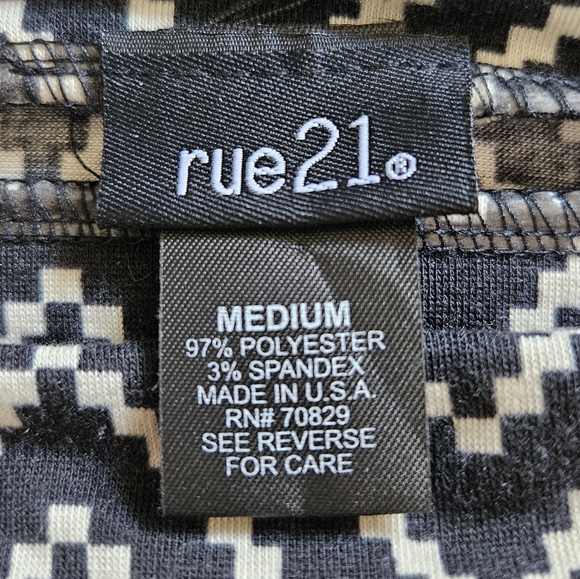 rue21®
MEDIUM
97% POLYESTER
3% SPANDEX
MADE IN U.S.A.
RN# 70829
SEE REVERSE
FOR CARE